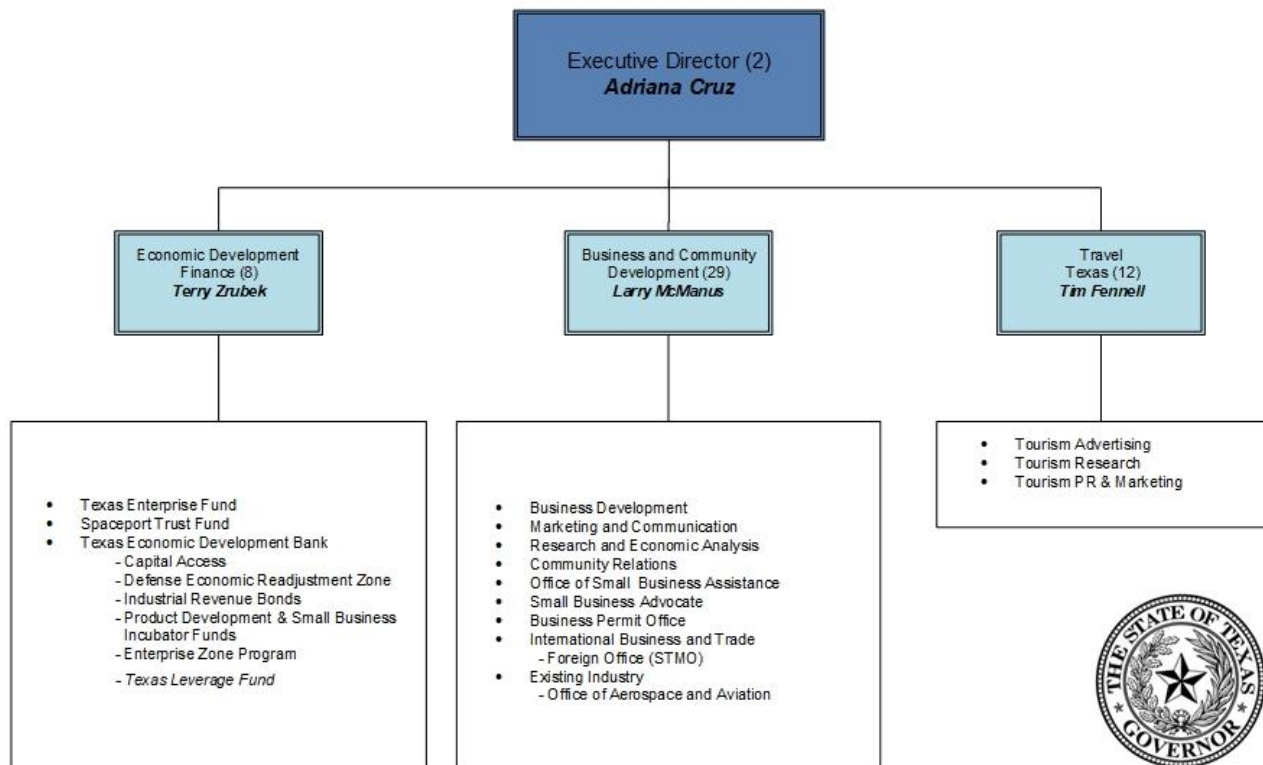 Executive Director (2)
Adriana Cruz
Economic Development
Finance (8)
Terry Zrubek
Business and Community
Development (29)
Larry McManus
Travel
Texas (12)
Tim Fennell
• Texas Enterprise Fund
• Spaceport Trust Fund
• Texas Economic Development Bank
- Capital Access
- Defense Economic Readjustment Zone
- Industrial Revenue Bonds
- Product Development & Small Business
Incubator Funds
- Enterprise Zone Program
- Texas Leverage Fund
• Business Development
• Marketing and Communication
• Research and Economic Analysis
• Community Relations
• Office of Small Business Assistance
• Small Business Advocate
• Business Permit Office
• International Business and Trade
- Foreign Office (STMO)
• Existing Industry
- Office of Aerospace and Aviation
• Tourism Advertising
• Tourism Research
• Tourism PR & Marketing
THE STATE OF TEXAS
GOVERNOR